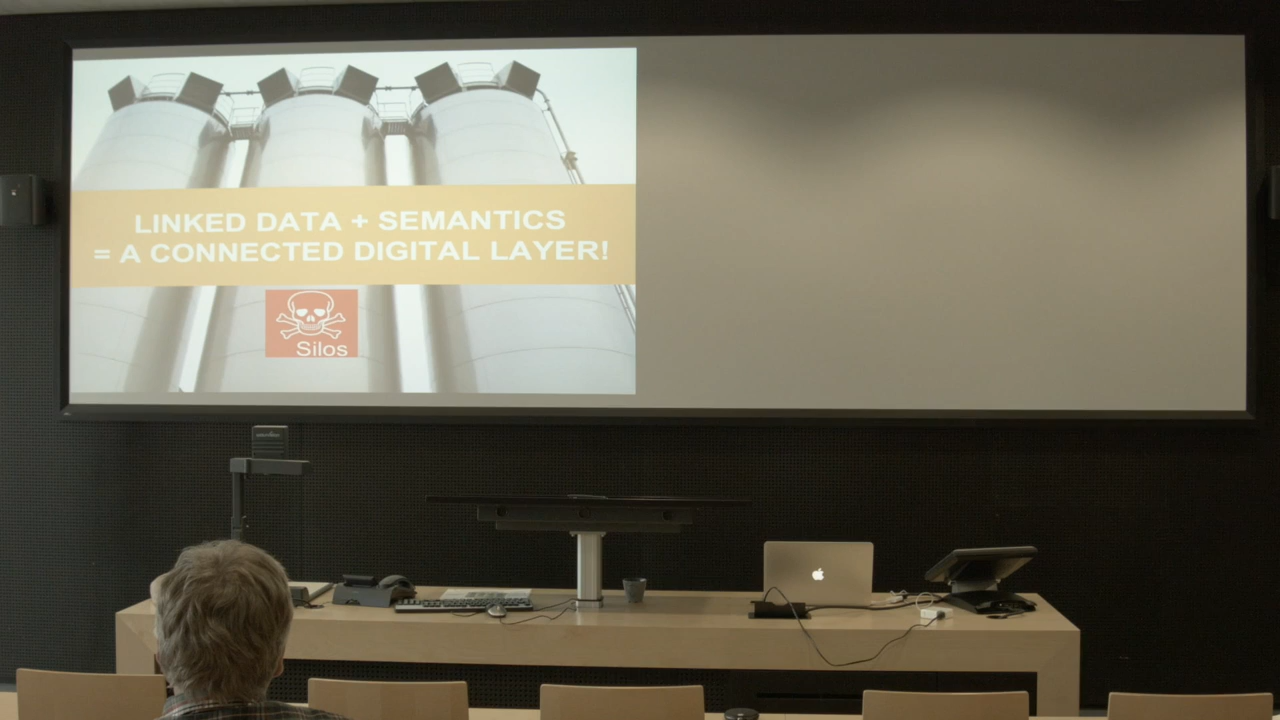 LINKED DATA + SEMANTICS
= A CONNECTED DIGITAL LAYER!
Silos